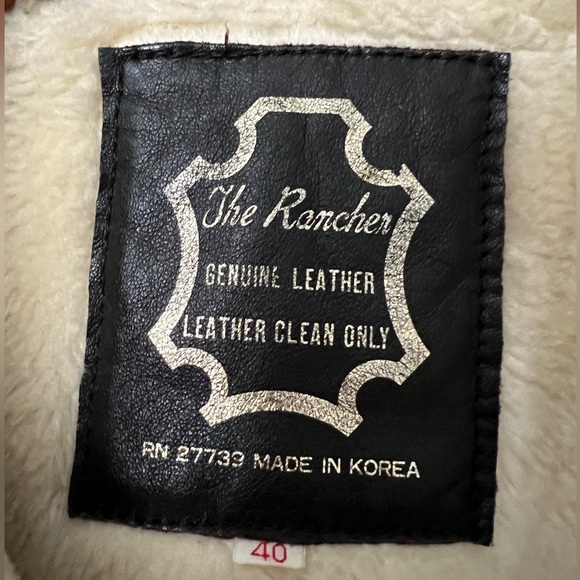 The Rancher
GENUINE LEATHER
LEATHER CLEAN ONLY
RN 27739 MADE IN KOREA
40